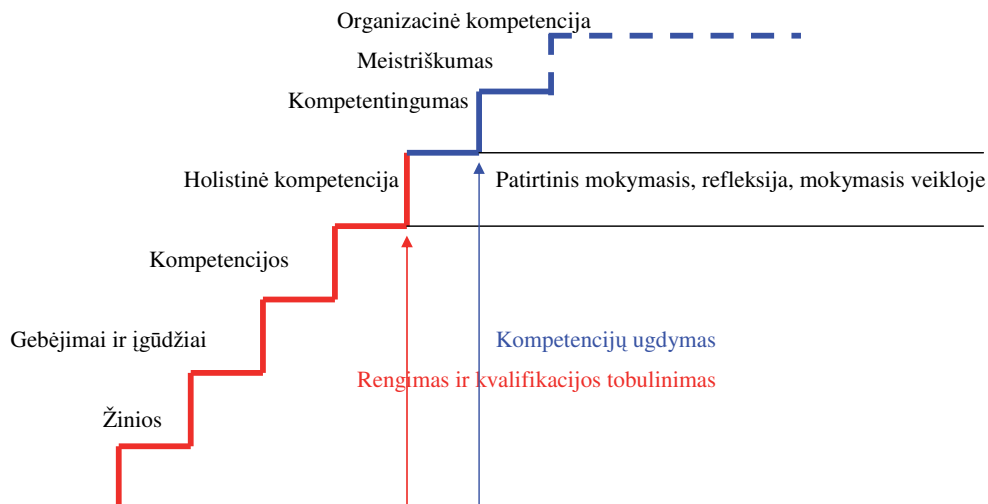 Organizacinė kompetencija
Meistriškumas
Kompetentingumas
Holistinė kompetencija
Patirtinis mokymasis, refleksija, mokymasis veikloje
Kompetencijos
Gebėjimai ir įgūdžiai
Kompetencijų ugdymas
Rengimas ir kvalifikacijos tobulinimas
Žinios